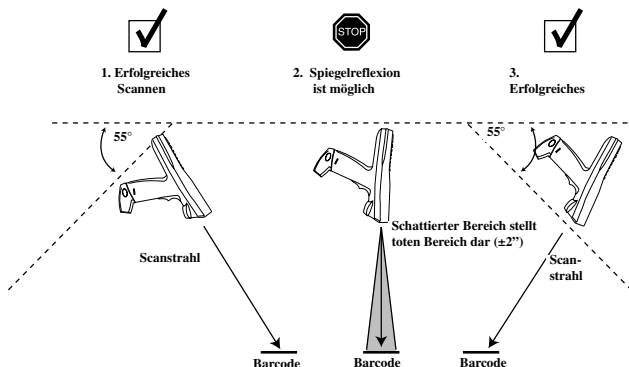 STOP
1. Erfolgreiches
Scannen
2. Spiegelreflexion
ist möglich
3.
Erfolgreiches
55°
55°
Schattierter Bereich stellt
toten Bereich dar (±2”)
Scanstrahl
Scan-
strahl
Barcode
Barcode
Barcode